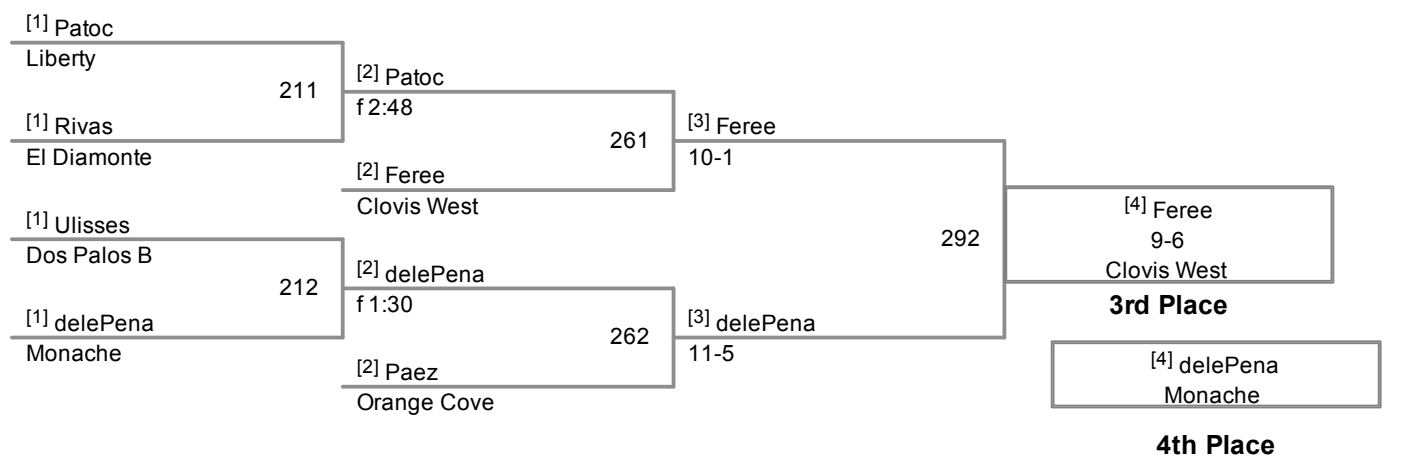 [1] Patoc
Liberty
211
[1] Rivas
El Diamonte
[1] Ulisses
Dos Palos B
212
[1] delePena
Monache
[2] Patoc
f 2:48
261
[2] Feree
Clovis West
[2] delePena
f 1:30
262
[2] Paez
Orange Cove
[3] Feree
10-1
292
[3] delePena
11-5
[4] Feree
9-6
Clovis West
3rd Place
[4] delePena
Monache
4th Place